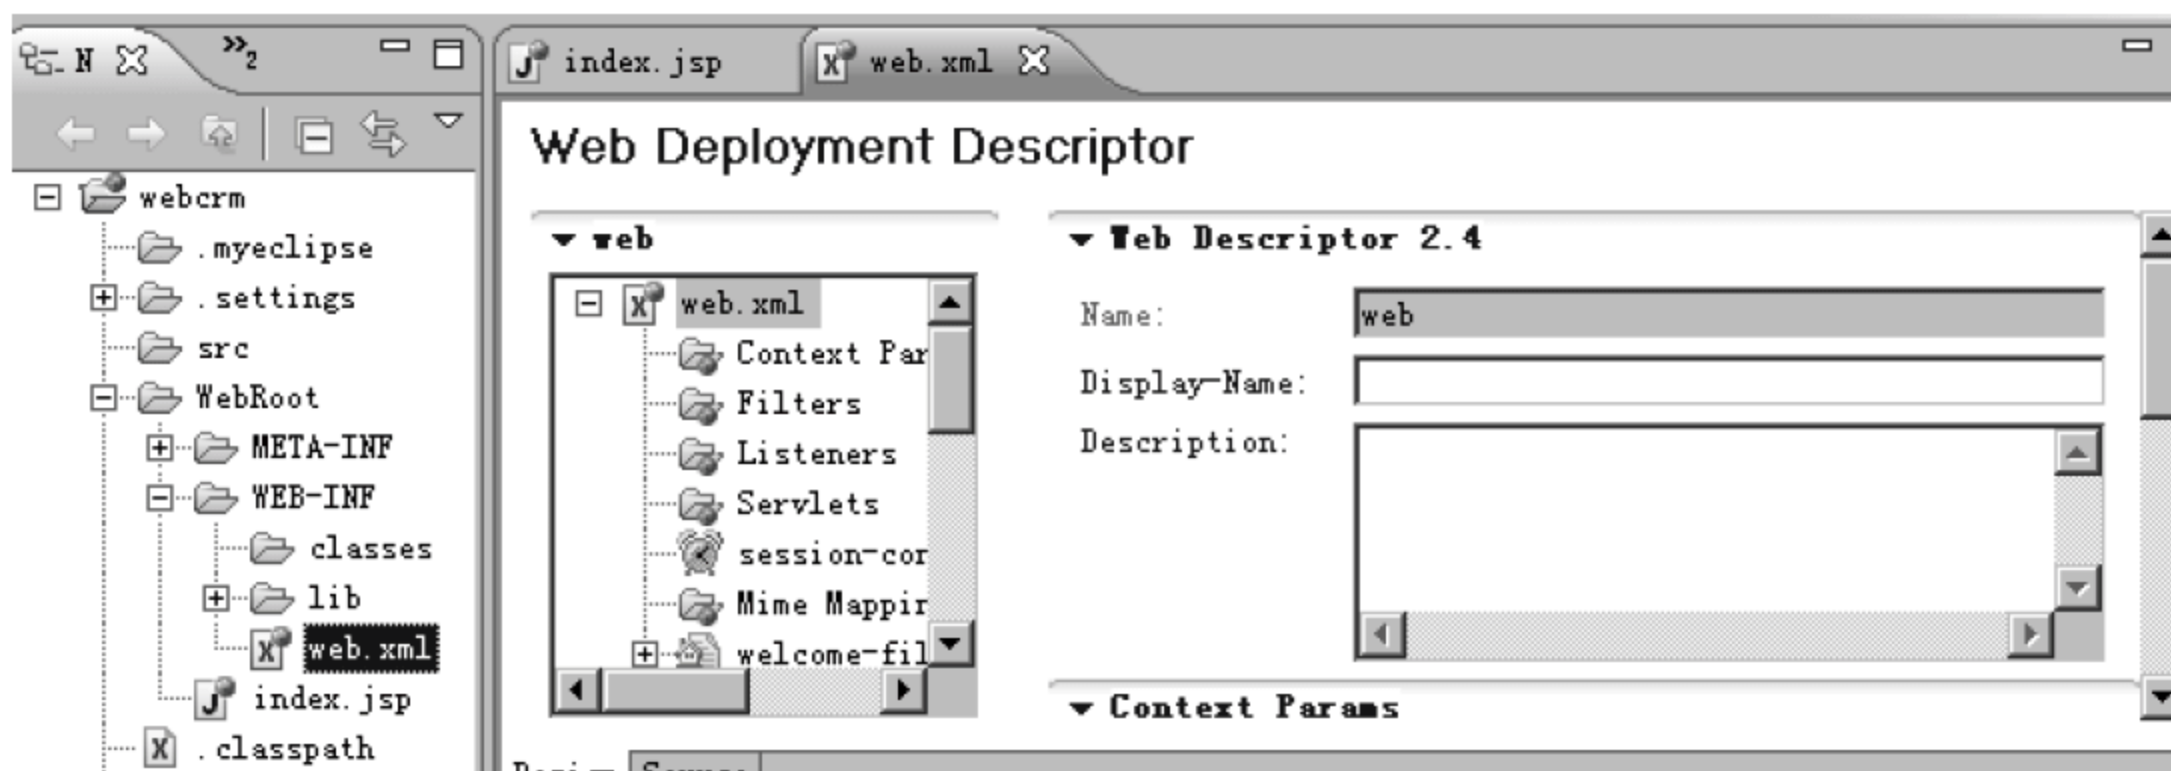 N
»2
webcrm
.myeclipse
.settings
src
WebRoot
META-INF
WEB-INF
classes
lib
web.xml
index.jsp
.classpath
index.jsp
web.xml
Web Deployment Descriptor
web
web.xml
Context Par
Filters
Listeners
Servlets
session-cor
Mime Mappir
welcome-fil
Web Descriptor 2.4
Name:
web
Display-Name:
Description:
Context Params